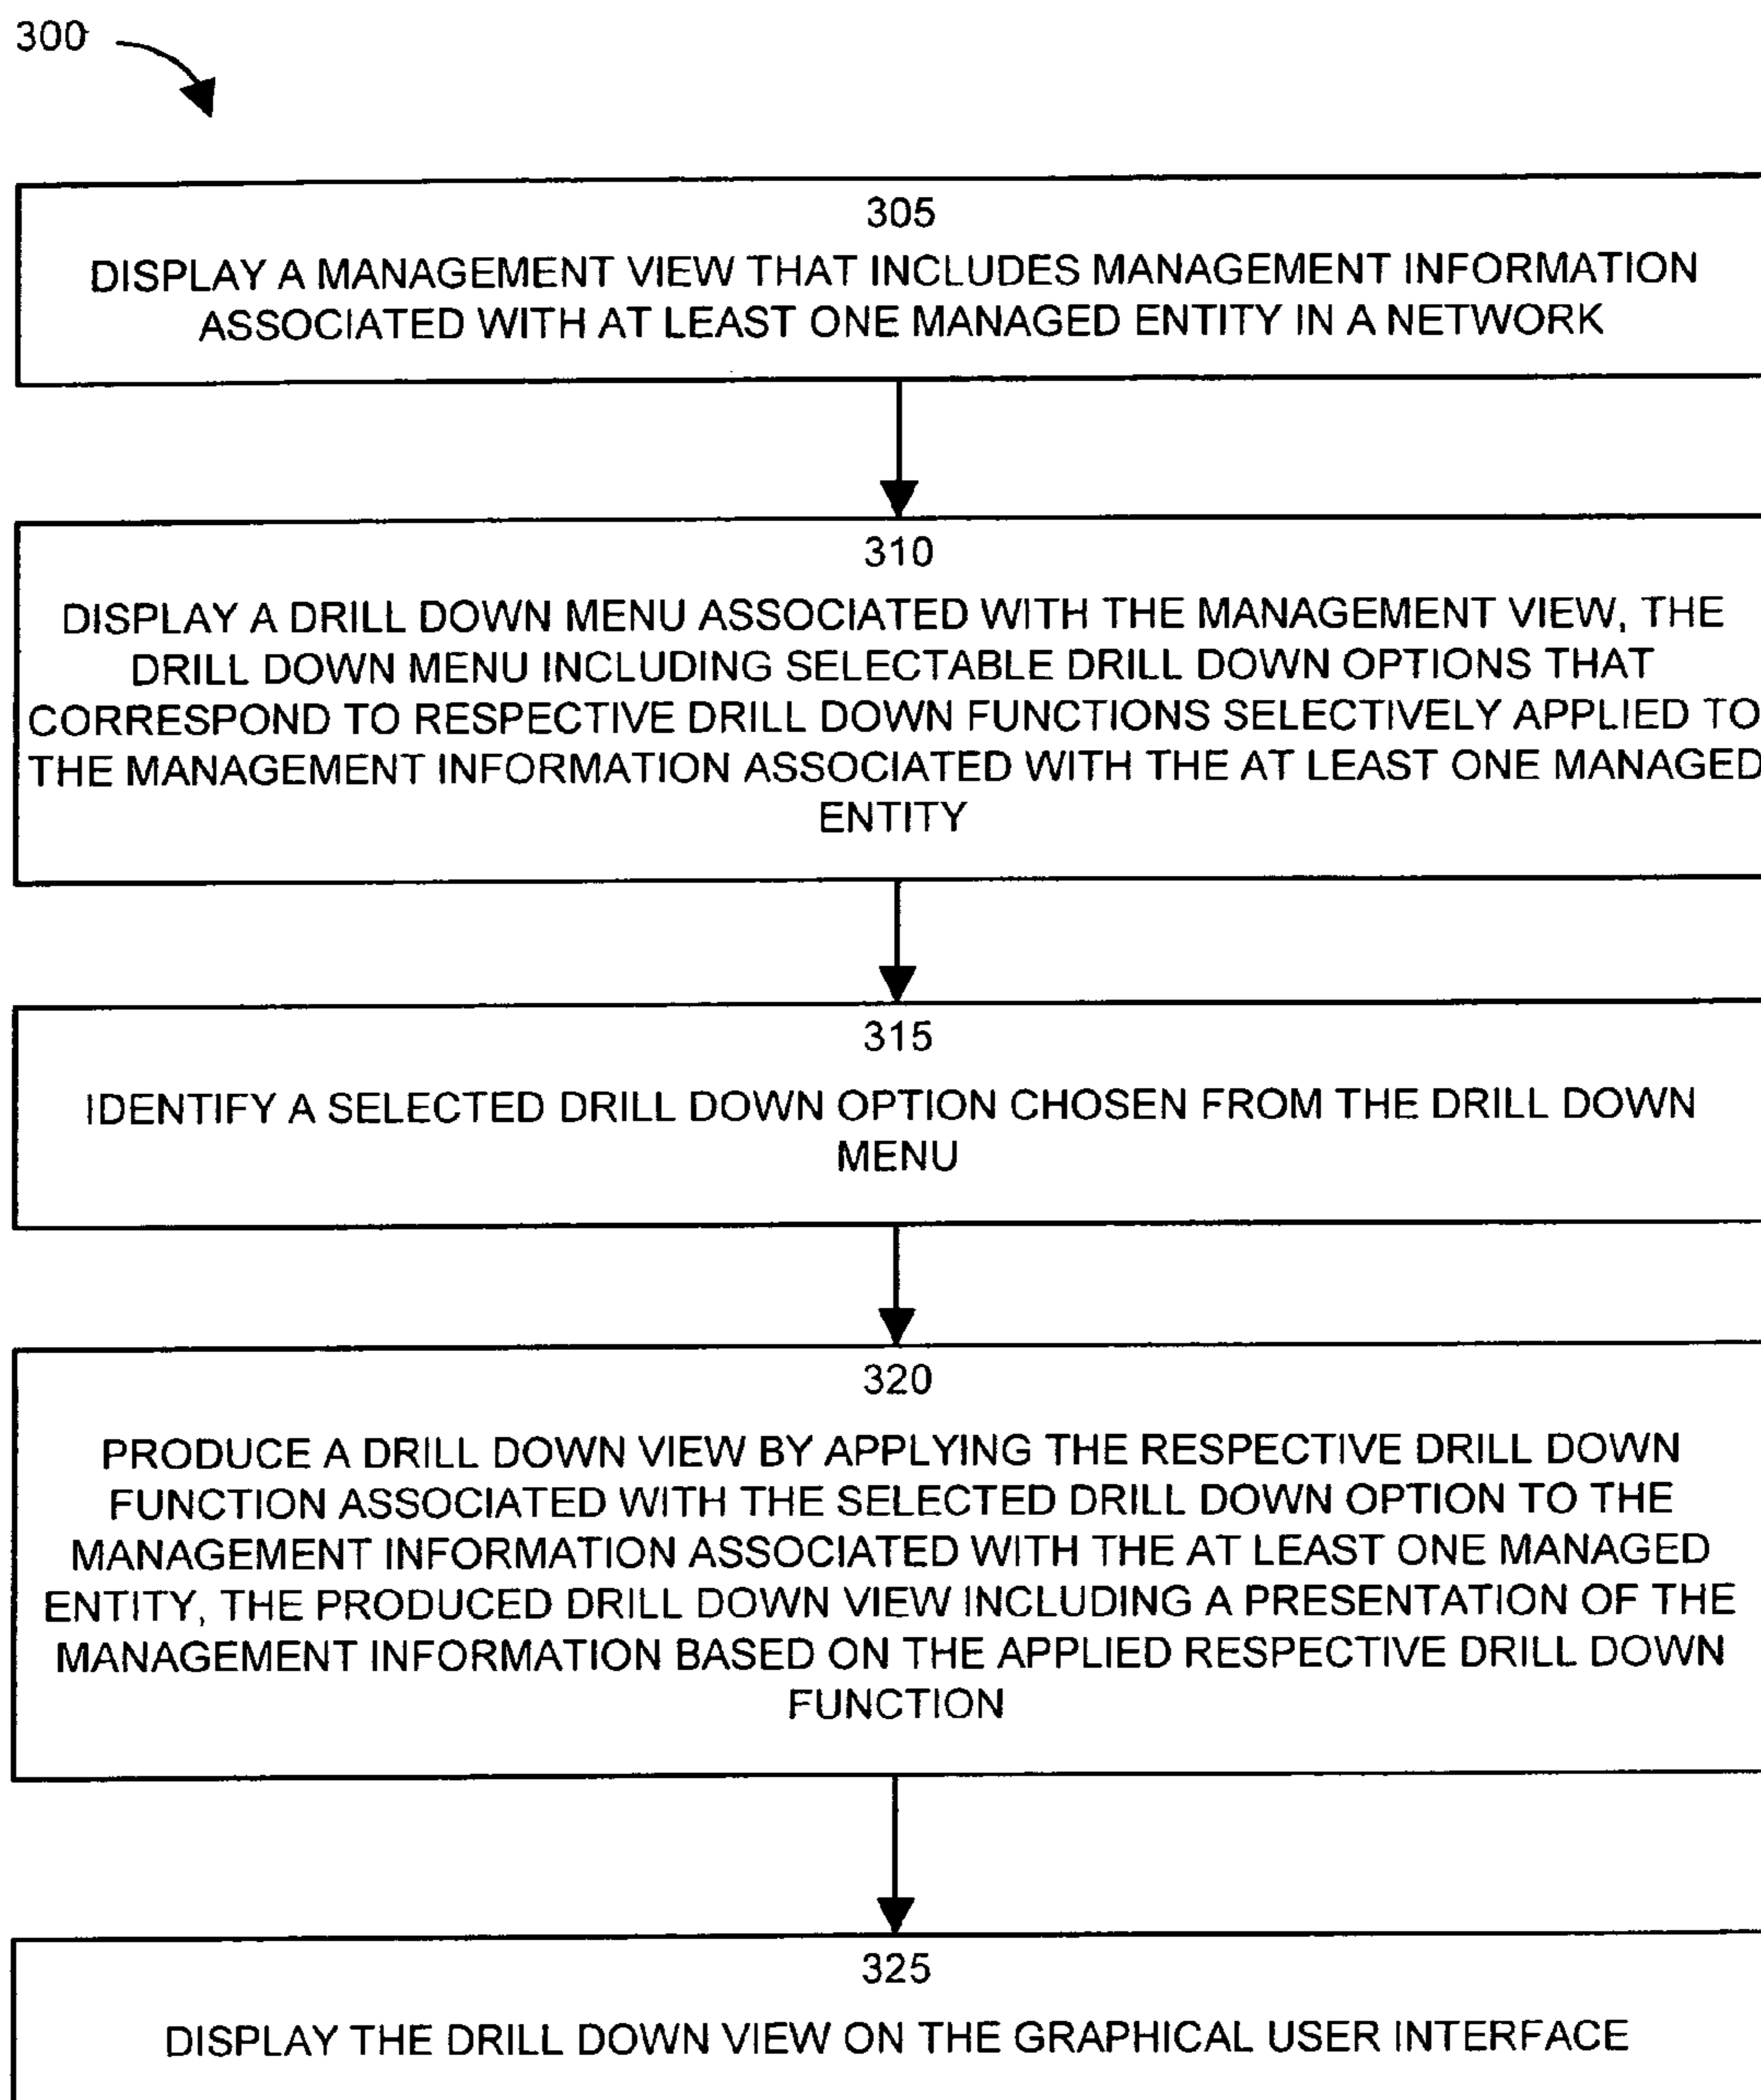 300
305
DISPLAY A MANAGEMENT VIEW THAT INCLUDES MANAGEMENT INFORMATION
ASSOCIATED WITH AT LEAST ONE MANAGED ENTITY IN A NETWORK
310
DISPLAY A DRILL DOWN MENU ASSOCIATED WITH THE MANAGEMENT VIEW, THE
DRILL DOWN MENU INCLUDING SELECTABLE DRILL DOWN OPTIONS THAT
CORRESPOND TO RESPECTIVE DRILL DOWN FUNCTIONS SELECTIVELY APPLIED TO
THE MANAGEMENT INFORMATION ASSOCIATED WITH THE AT LEAST ONE MANAGED
ENTITY
315
IDENTIFY A SELECTED DRILL DOWN OPTION CHOSEN FROM THE DRILL DOWN
MENU
320
PRODUCE A DRILL DOWN VIEW BY APPLYING THE RESPECTIVE DRILL DOWN
FUNCTION ASSOCIATED WITH THE SELECTED DRILL DOWN OPTION TO THE
MANAGEMENT INFORMATION ASSOCIATED WITH THE AT LEAST ONE MANAGED
ENTITY, THE PRODUCED DRILL DOWN VIEW INCLUDING A PRESENTATION OF THE
MANAGEMENT INFORMATION BASED ON THE APPLIED RESPECTIVE DRILL DOWN
FUNCTION
325
DISPLAY THE DRILL DOWN VIEW ON THE GRAPHICAL USER INTERFACE